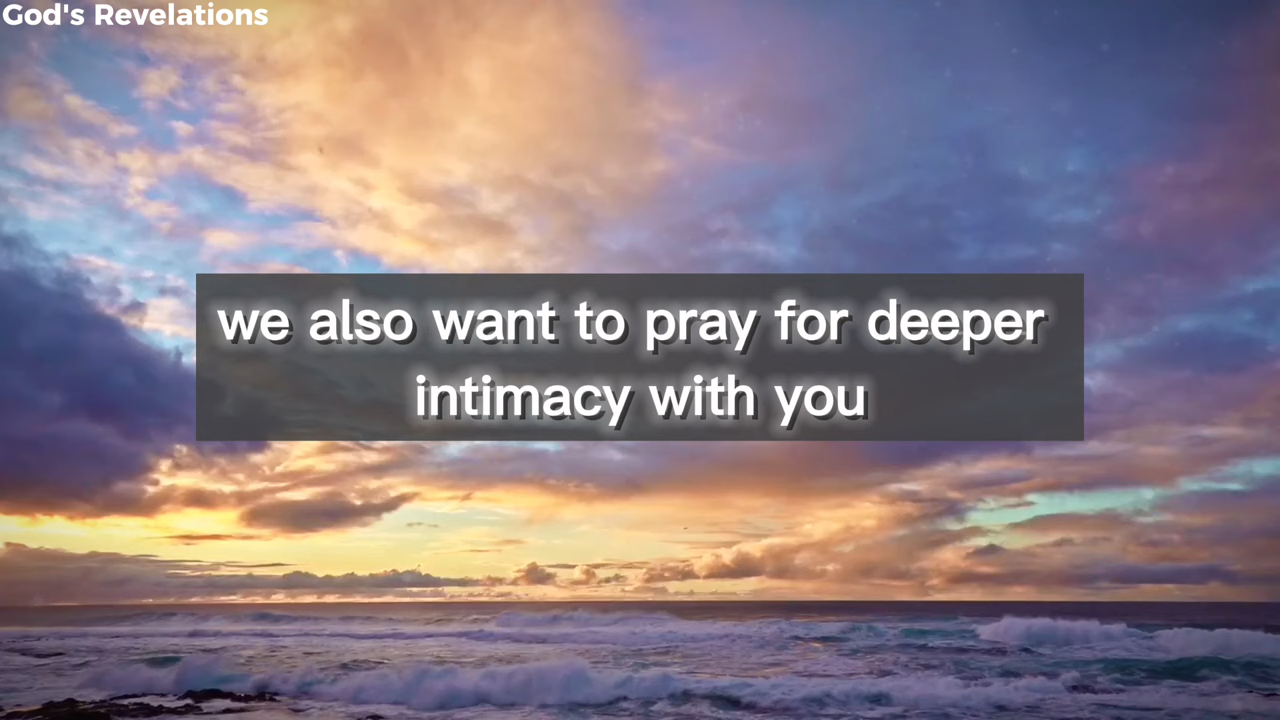 God's Revelations
we also want to pray for deeper
intimacy with you